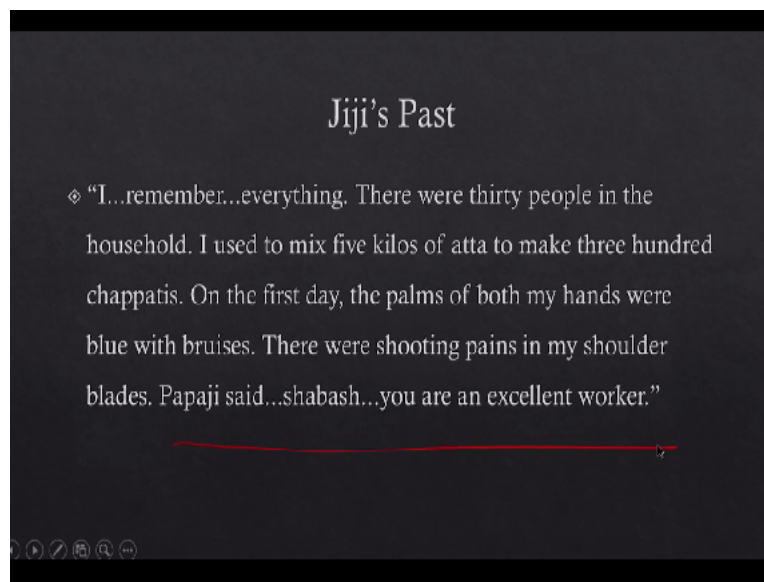 Jiji's Past
"I...remember...everything. There were thirty people in the
household. I used to mix five kilos of atta to make three hundred
chappatis. On the first day, the palms of both my hands were
blue with bruises. There were shooting pains in my shoulder
blades. Papaji said...shabash...you are an excellent worker."